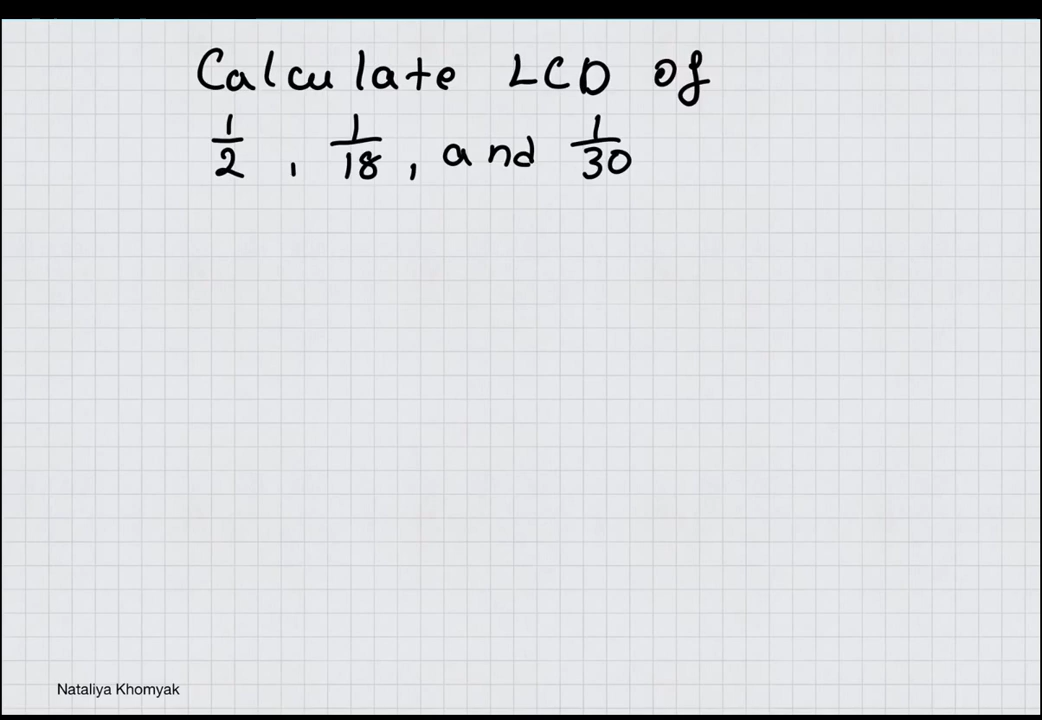 Calculate LCD of
1/2, 1/18, and 1/30
Nataliya Khomyak